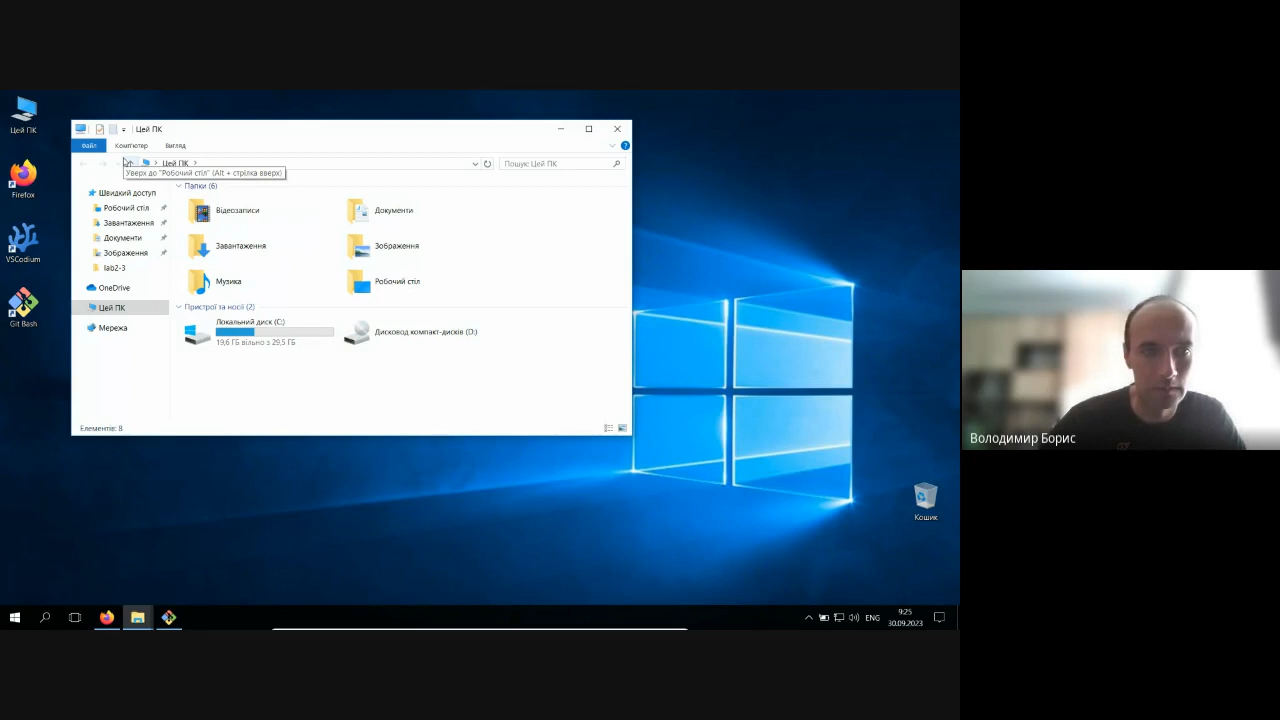 Цей ПК
Firefox
VSCodium
Git Bash
Цей ПК
Файл
Комп'ютер
Вигляд
Цей ПК
Пошук: Цей ПК
Уверх до "Робочий стіл" (Alt + стрілка вверх)
Швидкий доступ
Робочий стіл
Завантаження
Документи
Зображення
lab2-3
OneDrive
Цей ПК
Мережа
Папки (6)
Відеозаписи
Документи
Завантаження
Зображення
Музика
Робочий стіл
Пристрої та носії (2)
Локальний диск (C:)
19,6 ГБ вільно з 29,5 ГБ
Дисковод компакт-дисків (D:)
Елементів: 8
Кошик
ENG
9:25
30.09.2023
Володимир Борис